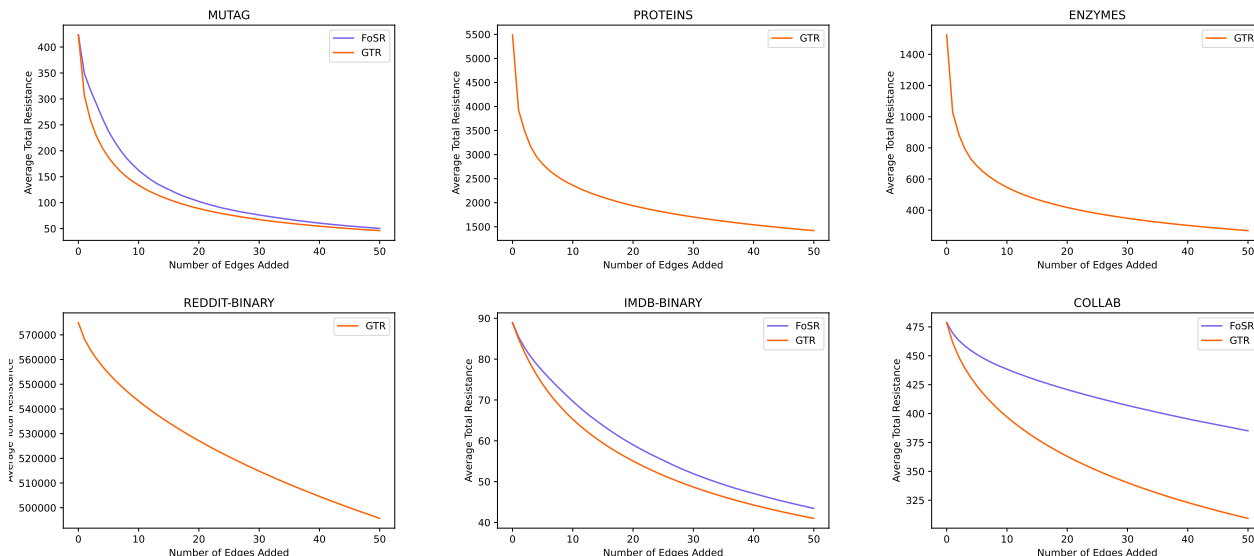 MUTAG
Average Total Resistance
400
350
300
250
200
150
100
50
0 10 20 30 40 50
Number of Edges Added
FoSR
GTR
PROTEINS
Average Total Resistance
5500
5000
4500
4000
3500
3000
2500
2000
1500
0 10 20 30 40 50
Number of Edges Added
GTR
ENZYMES
Average Total Resistance
1400
1200
1000
800
600
400
0 10 20 30 40 50
Number of Edges Added
GTR
REDDIT-BINARY
Average Total Resistance
570000
560000
550000
540000
530000
520000
510000
500000
0 10 20 30 40 50
Number of Edges Added
GTR
IMDB-BINARY
Average Total Resistance
90
80
70
60
50
40
0 10 20 30 40 50
Number of Edges Added
FoSR
GTR
COLLAB
Average Total Resistance
475
450
425
400
375
350
325
0 10 20 30 40 50
Number of Edges Added
FoSR
GTR